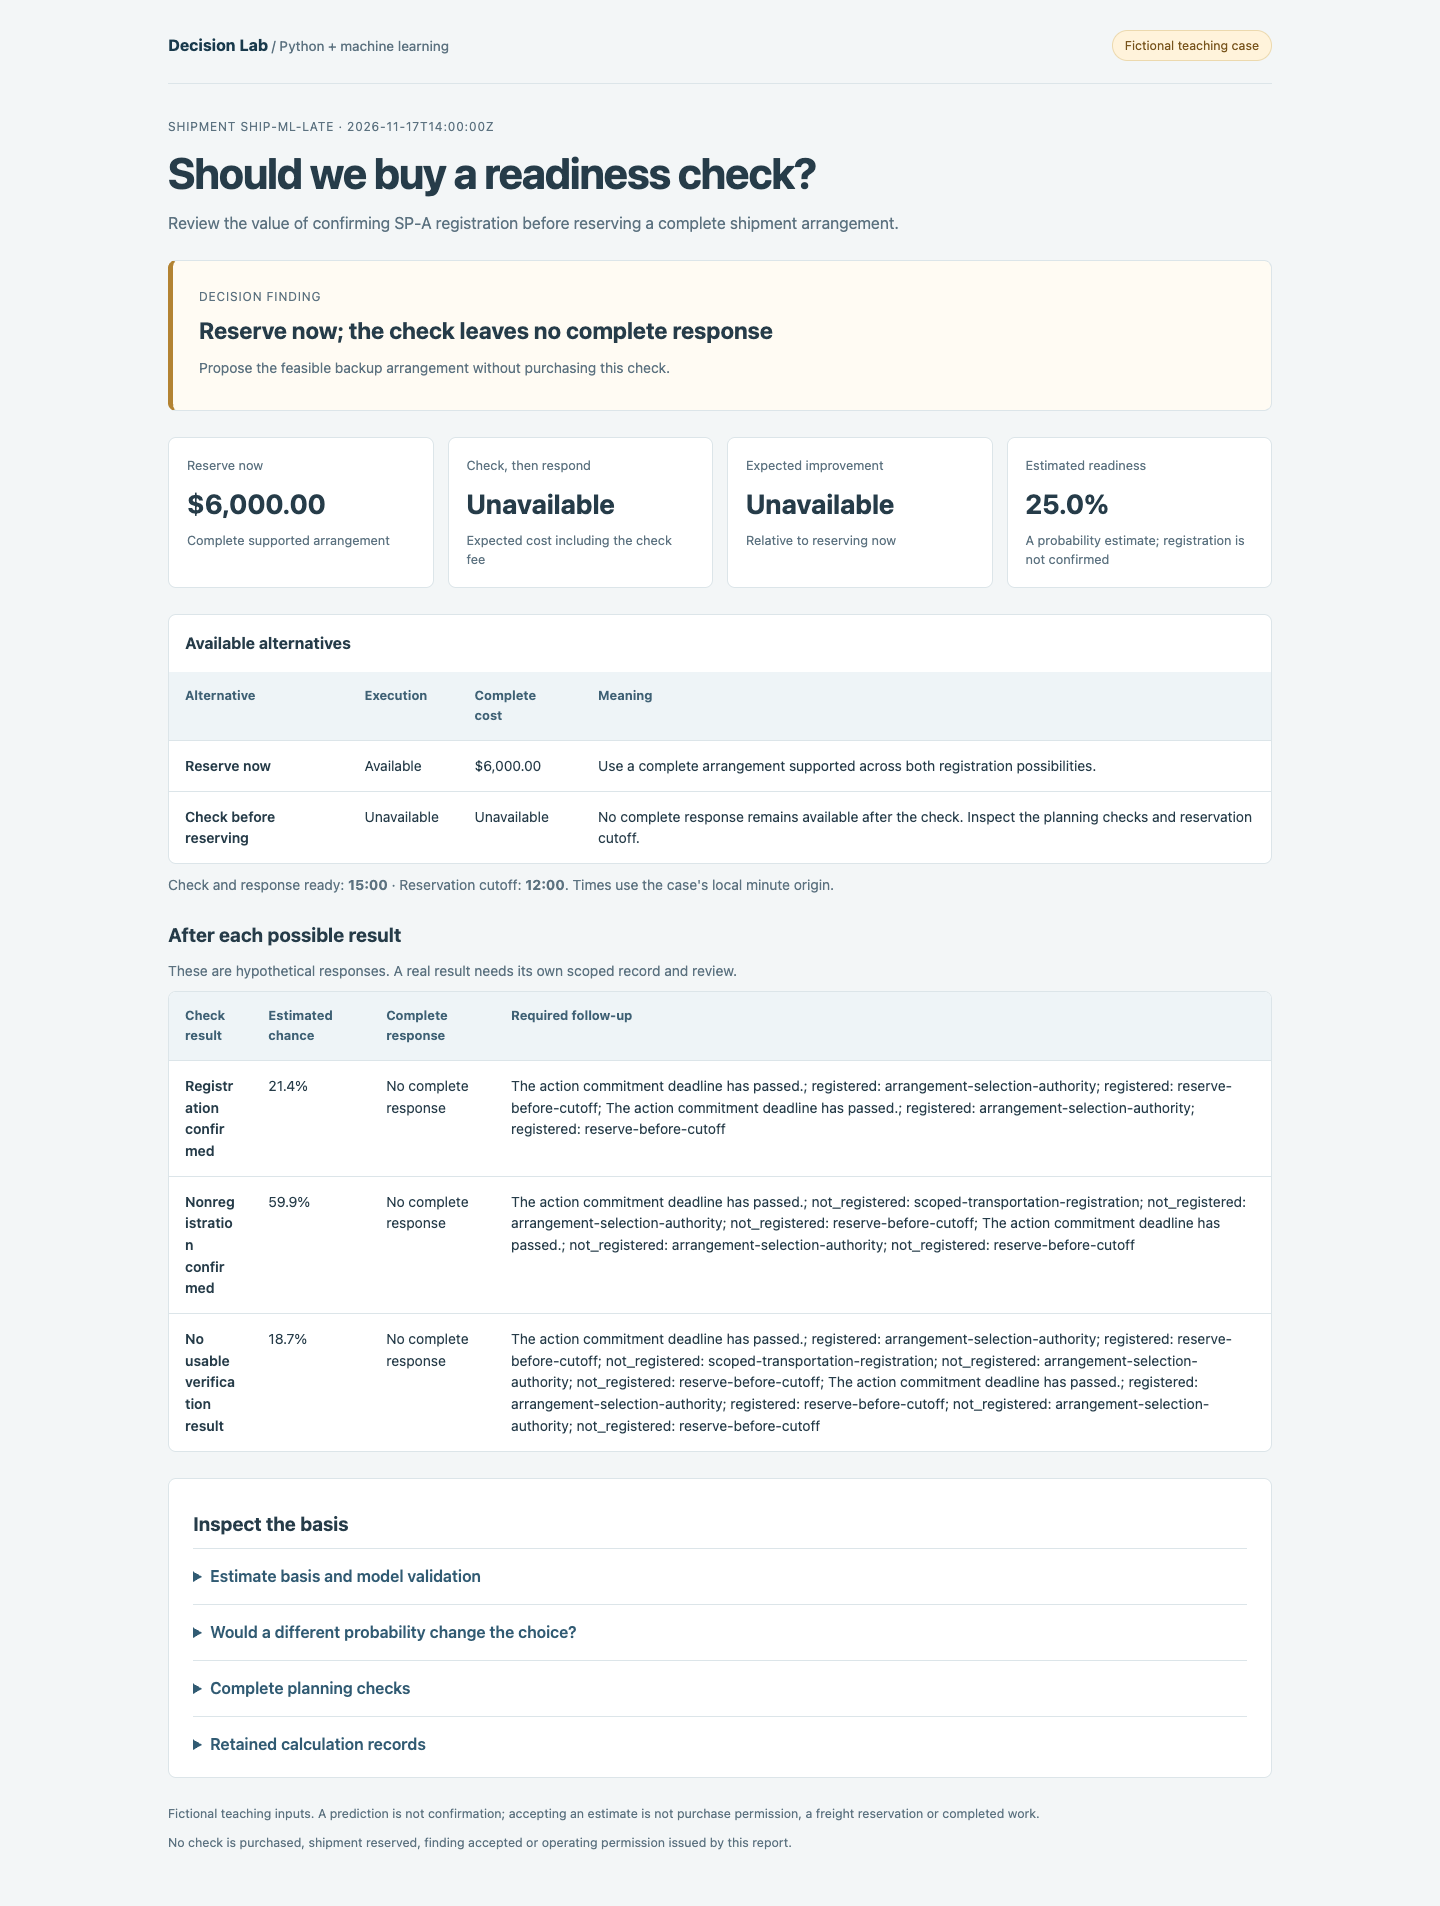 Decision Lab / Python + machine learning
Fictional teaching case
SHIPMENT SHIP-ML-LATE · 2026-11-17T14:00:00Z
Should we buy a readiness check?
Review the value of confirming SP-A registration before reserving a complete shipment arrangement.
DECISION FINDING
Reserve now; the check leaves no complete response
Propose the feasible backup arrangement without purchasing this check.
Reserve now
$6,000.00
Complete supported arrangement
Check, then respond
Unavailable
Expected cost including the check
fee
Expected improvement
Unavailable
Relative to reserving now
Estimated readiness
25.0%
A probability estimate; registration is
not confirmed
Available alternatives
Alternative
Execution
Complete
cost
Meaning
Reserve now
Available
$6,000.00
Use a complete arrangement supported across both registration possibilities.
Check before
reserving
Unavailable
Unavailable
No complete response remains available after the check. Inspect the planning checks and reservation
cutoff.
Check and response ready: 15:00 · Reservation cutoff: 12:00. Times use the case's local minute origin.
After each possible result
These are hypothetical responses. A real result needs its own scoped record and review.
Check
result
Estimated
chance
Complete
response
Required follow-up
Registr
ation
confir
med
21.4%
No complete
response
The action commitment deadline has passed.; registered: arrangement-selection-authority; registered: reserve-
before-cutoff; The action commitment deadline has passed.; registered: arrangement-selection-authority;
registered: reserve-before-cutoff
Nonreg
istratio
n
confir
med
59.9%
No complete
response
The action commitment deadline has passed.; not_registered: scoped-transportation-registration; not_registered:
arrangement-selection-authority; not_registered: reserve-before-cutoff; The action commitment deadline has
passed.; not_registered: arrangement-selection-authority; not_registered: reserve-before-cutoff
No
usable
verifica
tion
result
18.7%
No complete
response
The action commitment deadline has passed.; registered: arrangement-selection-authority; registered: reserve-
before-cutoff; not_registered: scoped-transportation-registration; not_registered: arrangement-selection-
authority; not_registered: reserve-before-cutoff; The action commitment deadline has passed.; registered:
arrangement-selection-authority; registered: reserve-before-cutoff; not_registered: arrangement-selection-
authority; not_registered: reserve-before-cutoff
Inspect the basis
Estimate basis and model validation
Would a different probability change the choice?
Complete planning checks
Retained calculation records
Fictional teaching inputs. A prediction is not confirmation; accepting an estimate is not purchase permission, a freight reservation or completed work.
No check is purchased, shipment reserved, finding accepted or operating permission issued by this report.